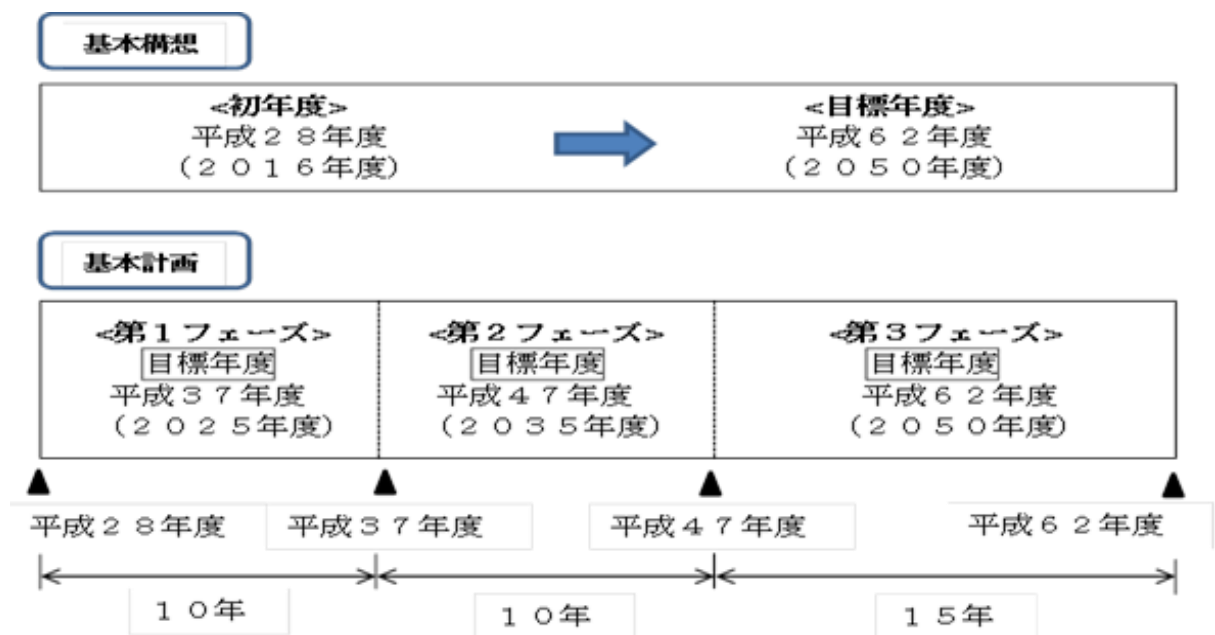 基本構想
<初年度>
平成２８年度
(２０１６年度)
<目標年度>
平成６２年度
(２０５０年度)
基本計画
<第１フェーズ>
目標年度
平成３７年度
(２０２５年度)
<第２フェーズ>
目標年度
平成４７年度
(２０３５年度)
<第３フェーズ>
目標年度
平成６２年度
(２０５０年度)
平成２８年度
平成３７年度
平成４７年度
平成６２年度
１０年
１０年
１５年